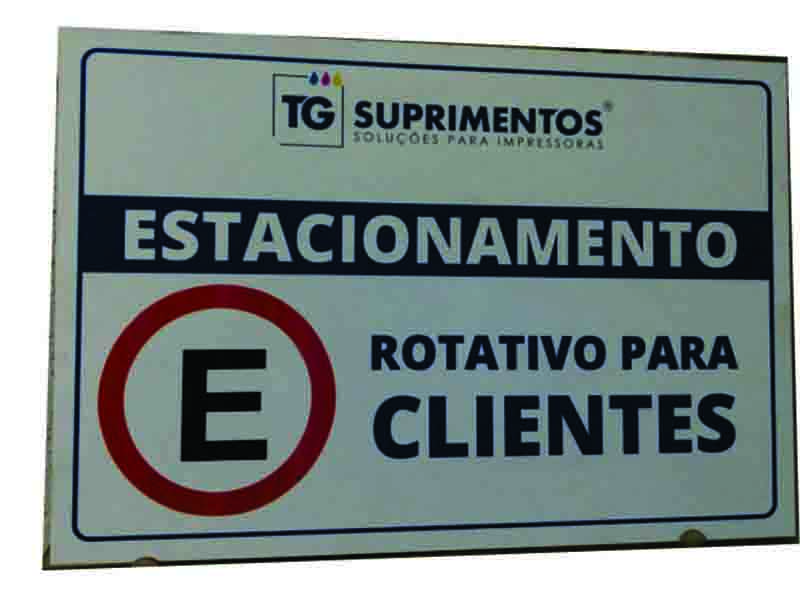 TG SUPRIMENTOS®
SOLUÇÕES PARA IMPRESSORAS
ESTACIONAMENTO
E
ROTATIVO PARA
CLIENTES